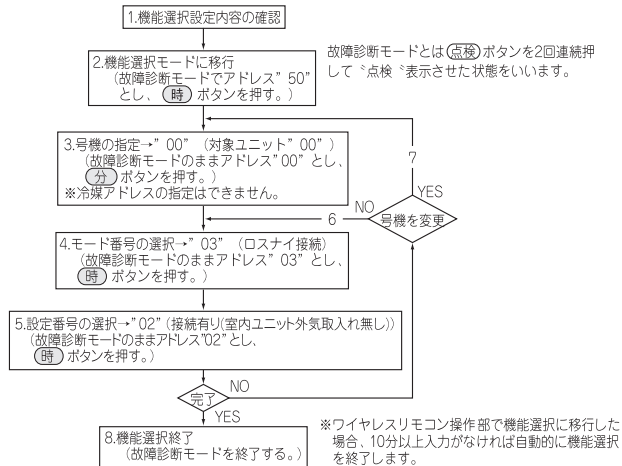 1.機能選択設定内容の確認
2.機能選択モードに移行
(故障診断モードでアドレス”50”
とし、 時 ボタンを押す。)
故障診断モードとは 点検 ボタンを2回連続押
して〝点検〝表示させた状態をいいます。
3.号機の指定→”00” (対象ユニット”00”)
(故障診断モードのままアドレス”00”とし、
分 ボタンを押す。)
※冷媒アドレスの指定はできません。
7
YES
NO
号機を変更
6
4.モード番号の選択→”03” (ロスナイ接続)
(故障診断モードのままアドレス”03”とし、
時 ボタンを押す。)
5.設定番号の選択→”02”(接続有り(室内ユニット外気取入れ無し))
(故障診断モードのままアドレス”02”とし、
時 ボタンを押す。)
NO
完了
YES
8.機能選択終了
(故障診断モードを終了する。)
※ワイヤレスリモコン操作部で機能選択に移行した
場合、10分以上入力がなければ自動的に機能選択
を終了します。